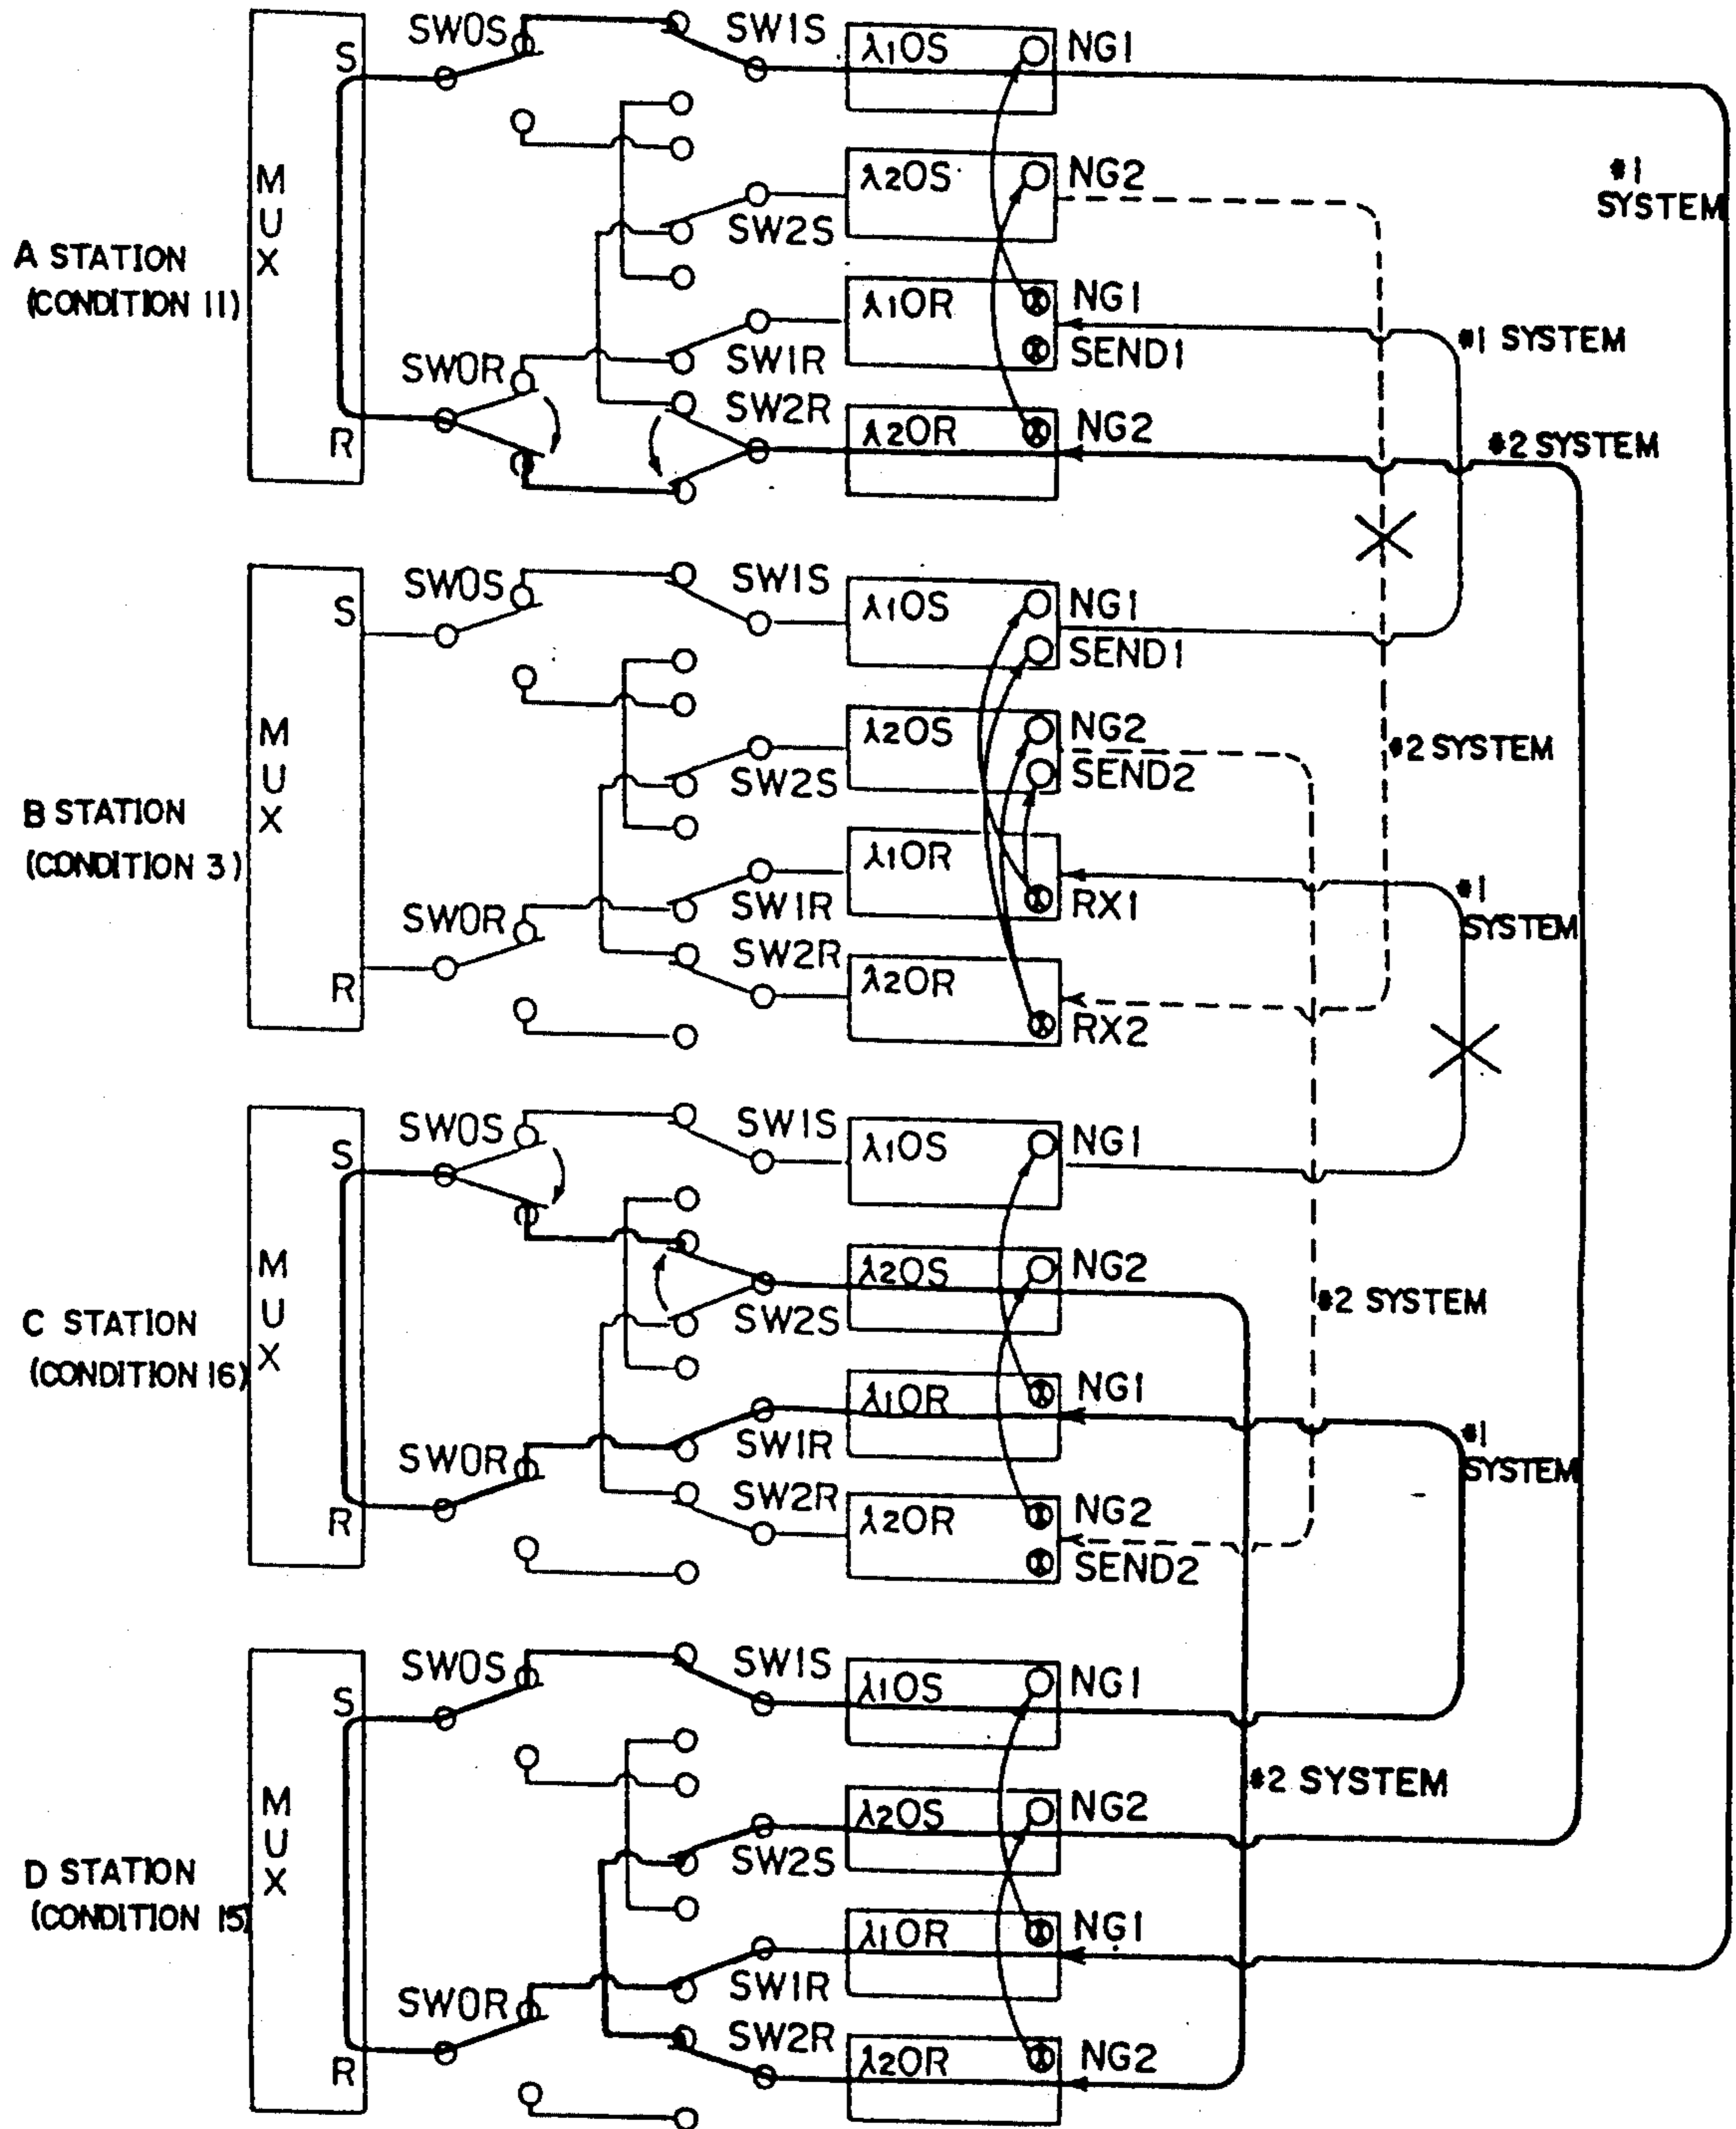 SW0S
SW1S
λ1OS
NG1
S
M
U
X
λ2OS
NG2
SW2S
#1
SYSTEM
A STATION
(CONDITION 11)
λ1OR
NG1
SEND1
#1 SYSTEM
SW1R
SW0R
SW2R
λ2OR
NG2
#2 SYSTEM
R
SW0S
SW1S
λ1OS
NG1
SEND1
S
M
U
X
λ2OS
NG2
SEND2
SW2S
#2 SYSTEM
B STATION
(CONDITION 3)
λ1OR
RX1
#1
SYSTEM
SW1R
SW0R
SW2R
λ2OR
RX2
R
SW0S
SW1S
λ1OS
NG1
S
M
U
X
λ2OS
NG2
SW2S
#2 SYSTEM
C STATION
(CONDITION 16)
λ1OR
NG1
#1
SYSTEM
SW1R
SW0R
SW2R
λ2OR
NG2
SEND2
R
SW0S
SW1S
λ1OS
NG1
S
M
U
X
λ2OS
NG2
#2 SYSTEM
SW2S
D STATION
(CONDITION 15)
λ1OR
NG1
SW1R
SW0R
SW2R
λ2OR
NG2
R